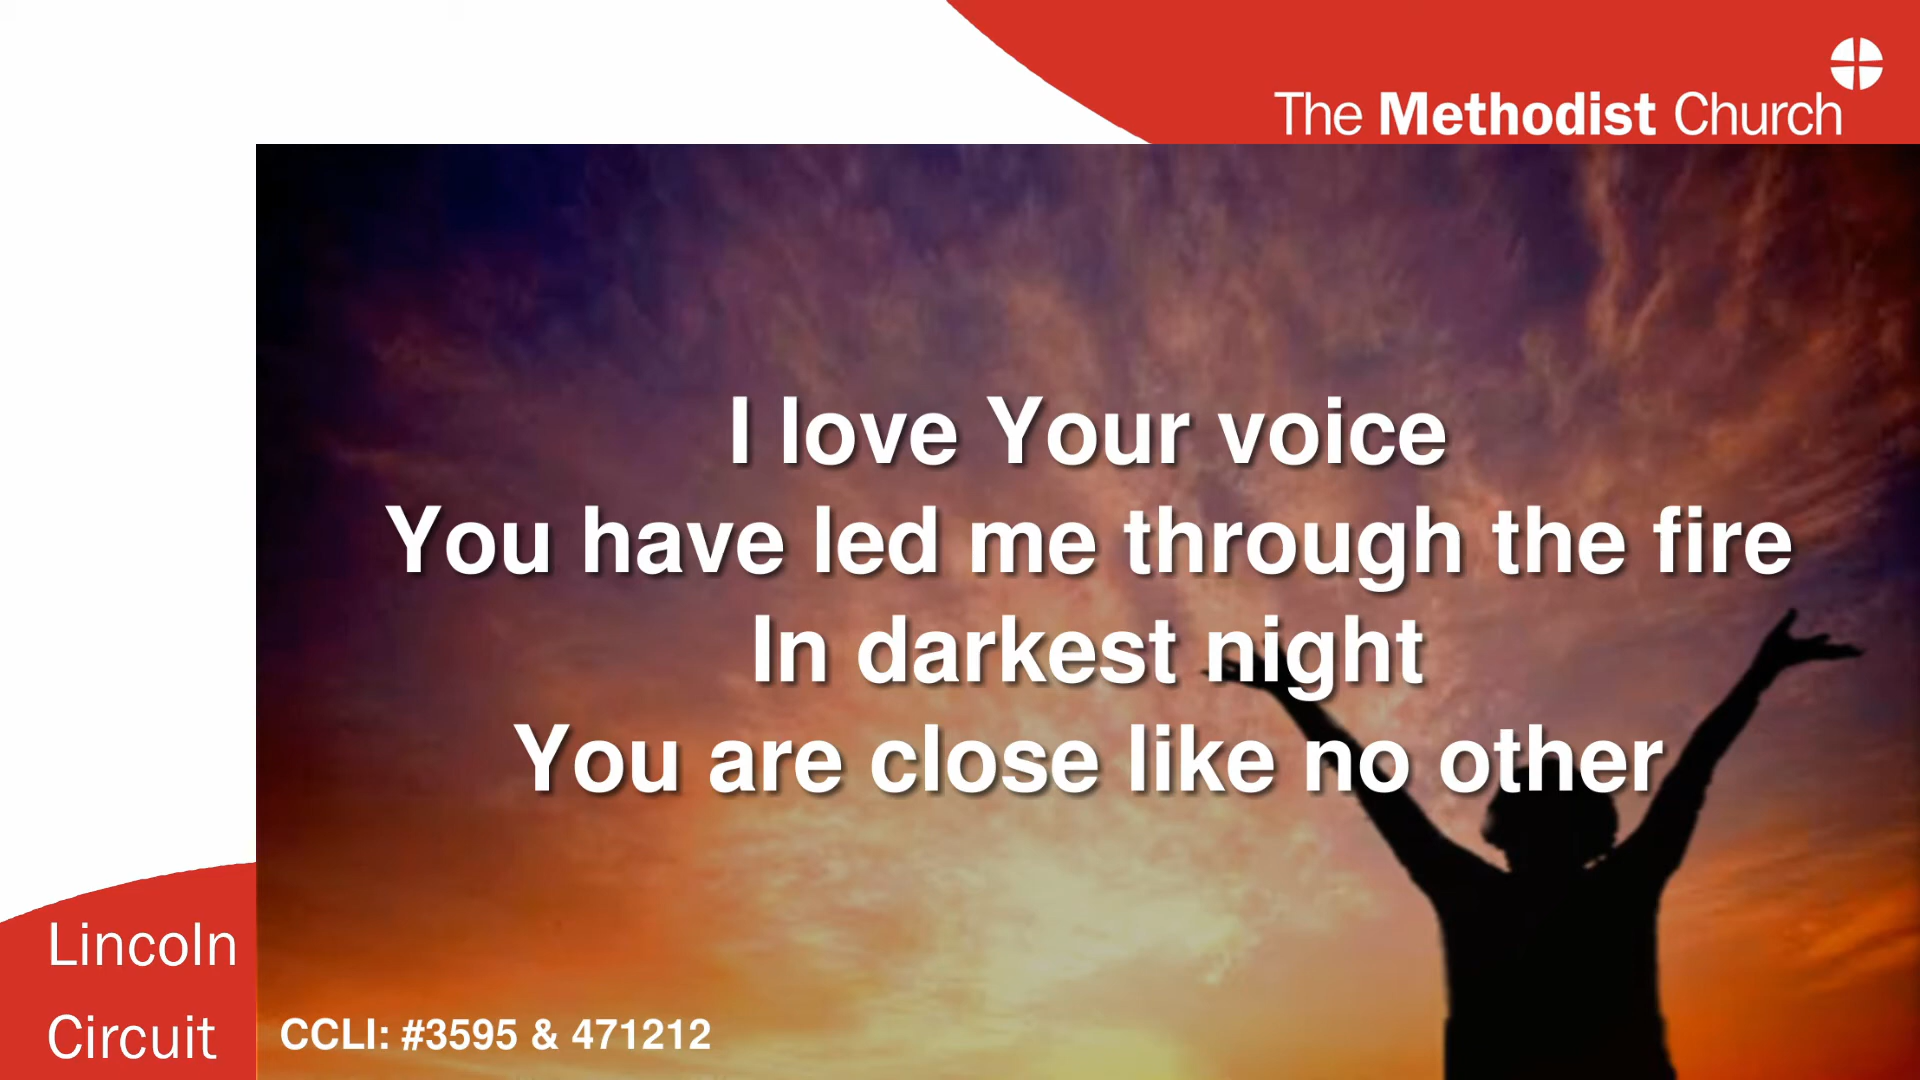 The Methodist Church
I love Your voice
You have led me through the fire
In darkest night
You are close like no other
Lincoln
Circuit
CCLI: #3595 & 471212